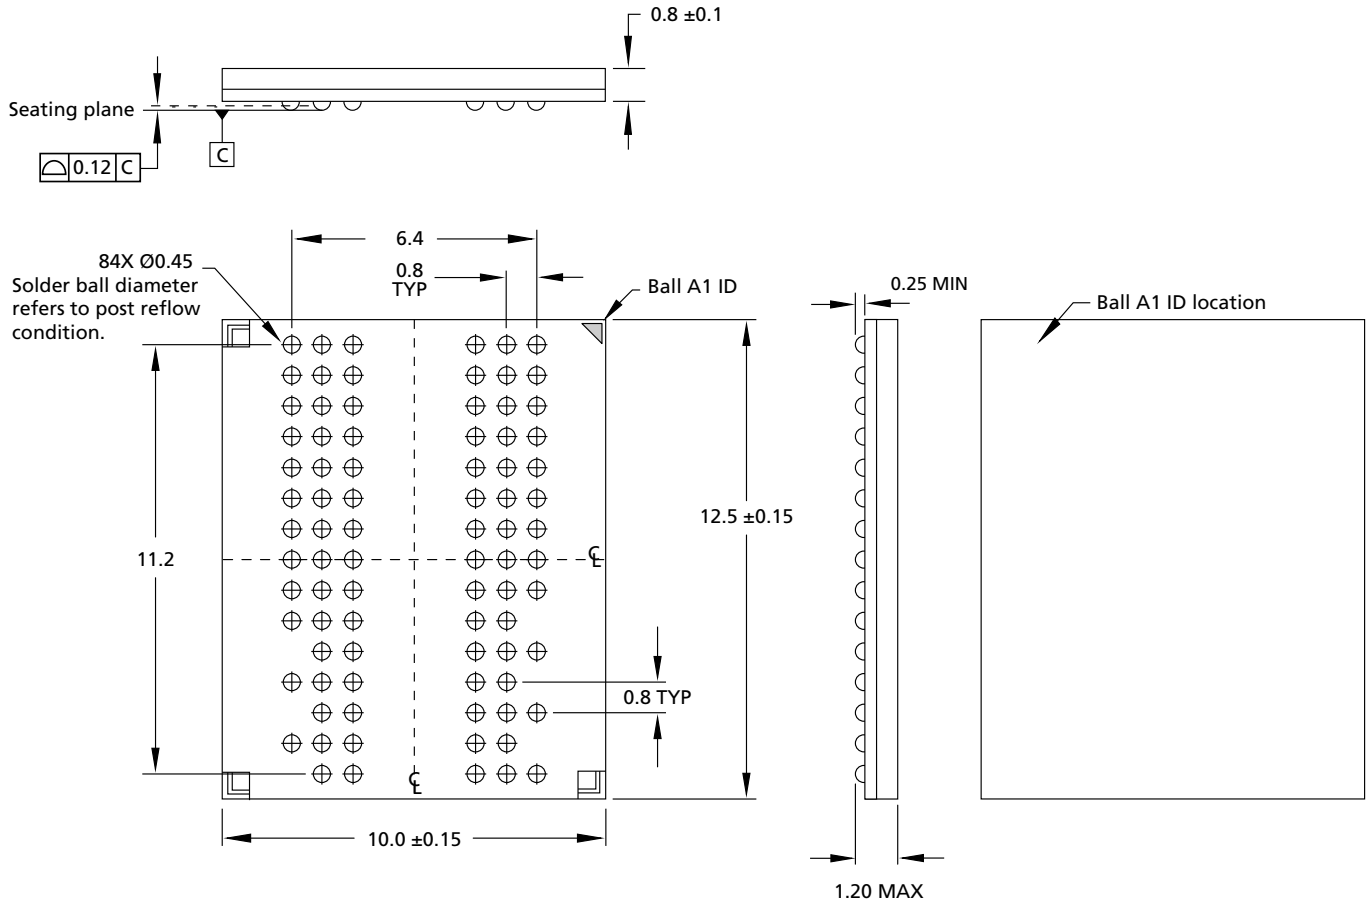 0.8 ±0.1
Seating plane
0.12 C
C
6.4
84X Ø0.45
Solder ball diameter
refers to post reflow
condition.
0.8
TYP
Ball A1 ID
0.25 MIN
Ball A1 ID location
12.5 ±0.15
11.2
℄
0.8 TYP
℄
10.0 ±0.15
1.20 MAX